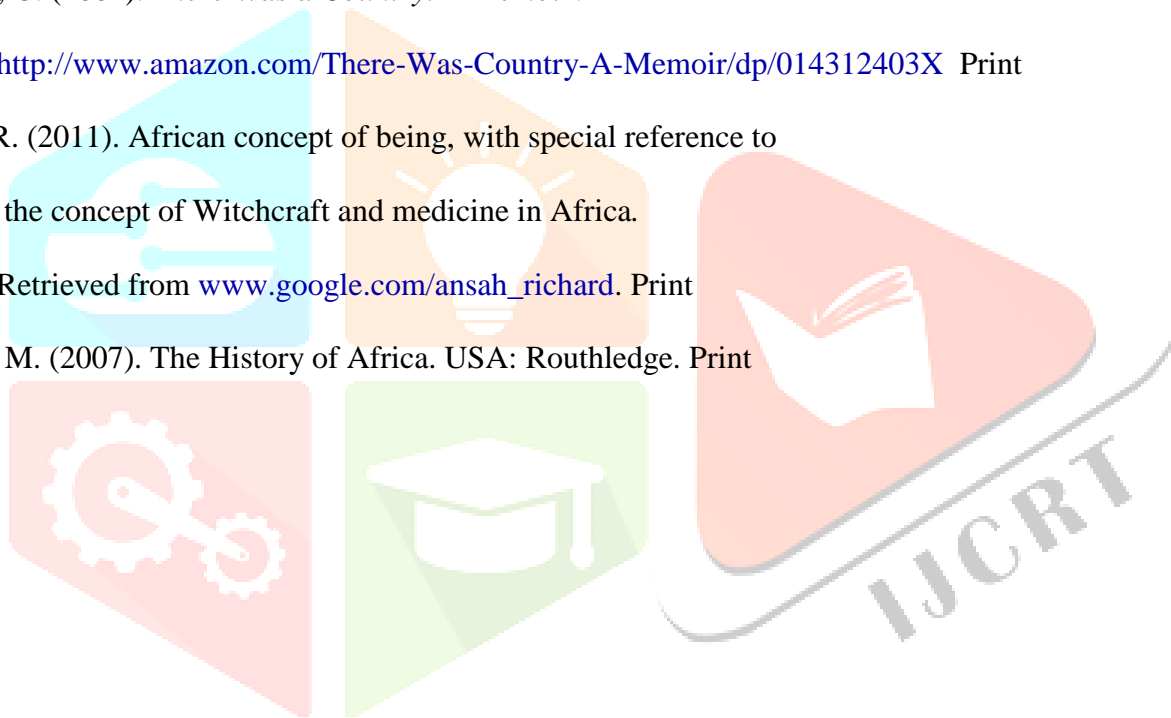 http://www.amazon.com/There-Was-Country-A-Memoir/dp/014312403X Print
R. (2011). African concept of being, with special reference to
the concept of Witchcraft and medicine in Africa.
Retrieved from www.google.com/ansah_richard. Print
M. (2007). The History of Africa. USA: Routhledge. Print
IJCRT